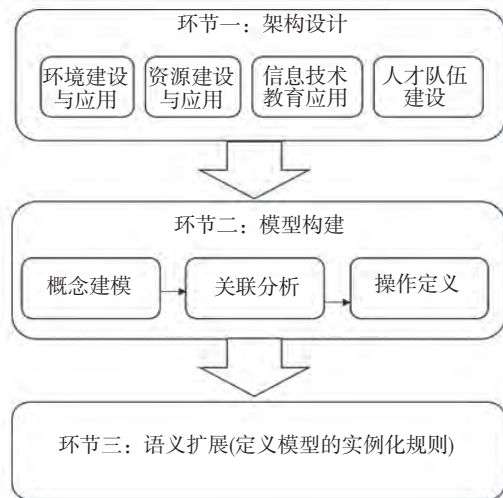 环节一：架构设计
环境建设
与应用
资源建设
与应用
信息技术
教育应用
人才队伍
建设
环节二：模型构建
概念建模
关联分析
操作定义
环节三：语义扩展(定义模型的实例化规则)